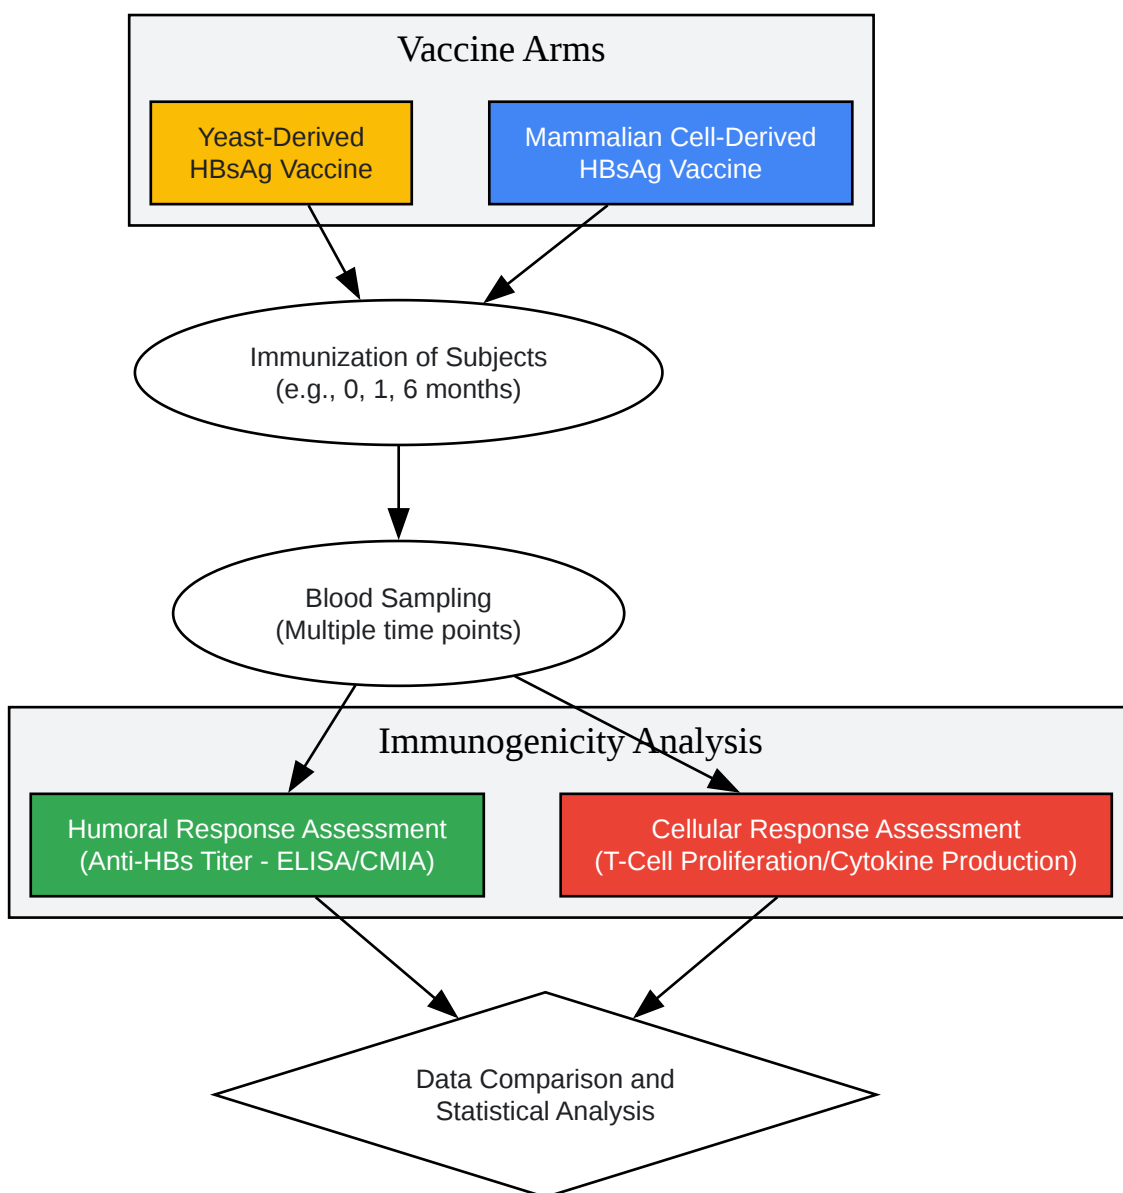 Vaccine Arms
Yeast-Derived
HBsAg Vaccine
Mammalian Cell-Derived
HBsAg Vaccine
Immunization of Subjects
(e.g., 0, 1, 6 months)
Blood Sampling
(Multiple time points)
Immunogenicity Analysis
Humoral Response Assessment
(Anti-HBs Titer - ELISA/CMIA)
Cellular Response Assessment
(T-Cell Proliferation/Cytokine Production)
Data Comparison and
Statistical Analysis